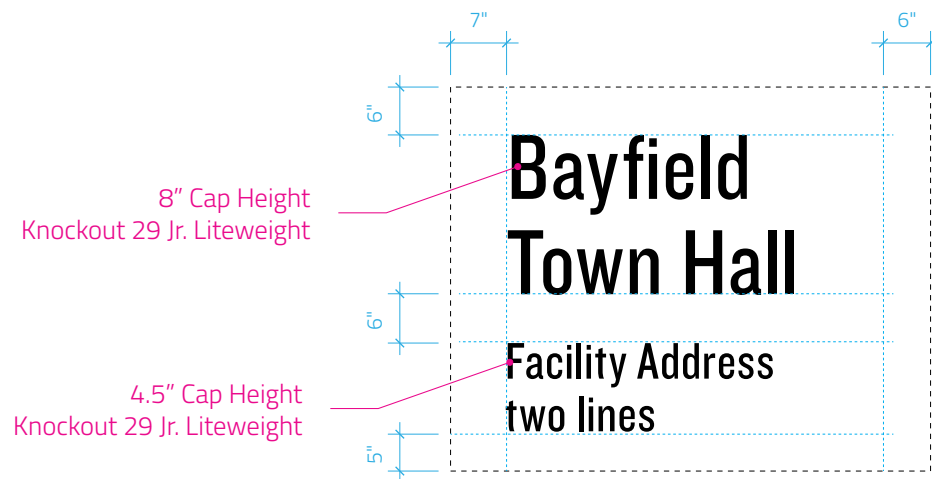 7"
6"
6"
Bayfield
8” Cap Height
Knockout 29 Jr. Liteweight
Town Hall
6"
Facility Address
4.5” Cap Height
Knockout 29 Jr. Liteweight
two lines
5"